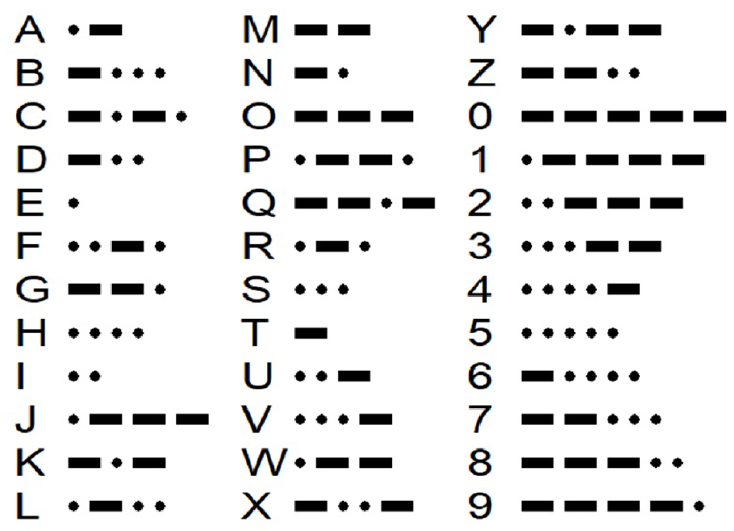 A •– M –– Y –•––
B –••• N –• Z ––••
C –•–• O ––– 0 –––––
D –•• P •––• 1 •––––
E • Q ––•– 2 ••–––
F ••–• R •–• 3 •••––
G ––• S ••• 4 ••••–
H •••• T – 5 •••••
I •• U ••– 6 –••••
J •––– V •••– 7 ––•••
K –•– W •–– 8 –––••
L •–•• X –••– 9 ––––•